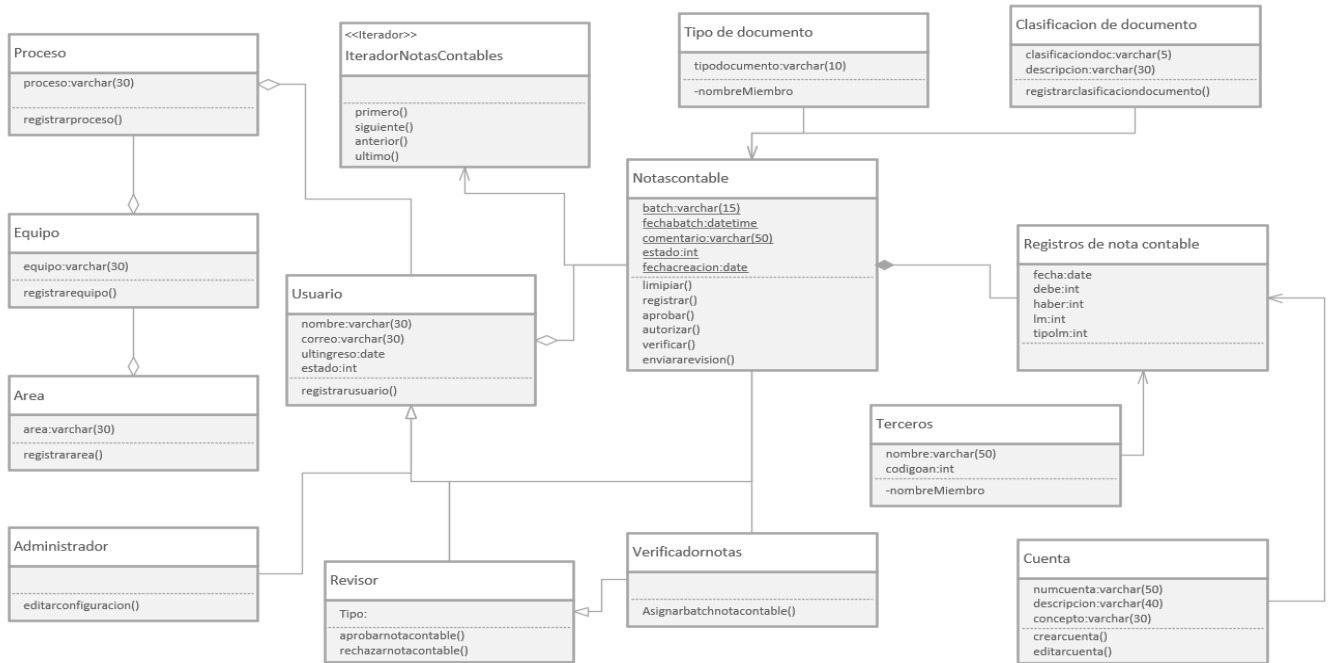 Proceso
proceso:varchar(30)
registrarproceso()
<<Iterador>>
IteradorNotasContables
primero()
siguiente()
anterior()
ultimo()
Tipo de documento
tipodocumento:varchar(10)
-nombreMiembro
Clasificacion de documento
clasificaciondoc:varchar(5)
descripcion:varchar(30)
registrarclasificaciondocumento()
Notascontable
batch:varchar(15)
fechabatch:datetime
comentario:varchar(50)
estado:int
fechacreacion:date
limipiar()
registrar()
aprobar()
autorizar()
verificar()
enviararevision()
Equipo
equipo:varchar(30)
registrarequipo()
Usuario
nombre:varchar(30)
correo:varchar(30)
ultingreso:date
estado:int
registrarusuario()
Registros de nota contable
fecha:date
debe:int
haber:int
lm:int
tipolm:int
Area
area:varchar(30)
registrararea()
Terceros
nombre:varchar(50)
codigoan:int
-nombreMiembro
Administrador
editarconfiguracion()
Revisor
Tipo:
aprobarnotacontable()
rechazarnotacontable()
Verificadornotas
Asignarbatchnotacontable()
Cuenta
numcuenta:varchar(50)
descripcion:varchar(40)
concepto:varchar(30)
crearcuenta()
editarcuenta()